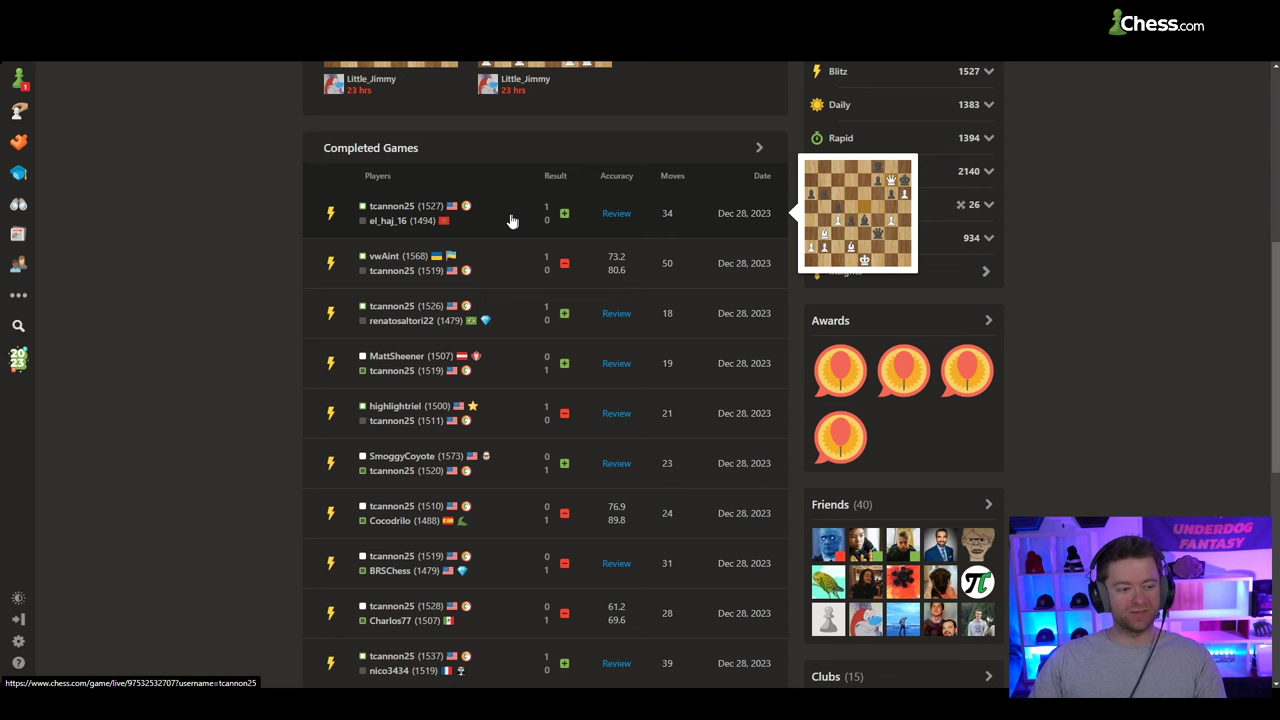 Chess.com
Little_Jimmy
23 hrs
Little_Jimmy
23 hrs
Blitz 1527
Daily 1383
Rapid 1394
2140
26
934
Completed Games
Players Result Accuracy Moves Date
tcannon25 (1527) 1
el_haj_16 (1494) 0
Review 34 Dec 28, 2023
vwAint (1568) 1 73.2
tcannon25 (1519) 0 80.6
50 Dec 28, 2023
tcannon25 (1526) 1
renatosaltori22 (1479) 0
Review 18 Dec 28, 2023
MattSheener (1507) 0
tcannon25 (1519) 1
Review 19 Dec 28, 2023
highlightriel (1500) 1
tcannon25 (1511) 0
Review 21 Dec 28, 2023
SmoggyCoyote (1573) 0
tcannon25 (1520) 1
Review 23 Dec 28, 2023
tcannon25 (1510) 0 76.9
Cocodrilo (1488) 1 89.8
24 Dec 28, 2023
tcannon25 (1519) 0
BRSChess (1479) 1
Review 31 Dec 28, 2023
tcannon25 (1528) 0 61.2
Charlos77 (1507) 1 69.6
28 Dec 28, 2023
tcannon25 (1537) 1
nico3434 (1519) 0
Review 39 Dec 28, 2023
Awards
Friends (40)
Clubs (15)
1
20
23
https://www.chess.com/game/live/97532532707?username=tcannon25
UNDERDOG
FANTASY